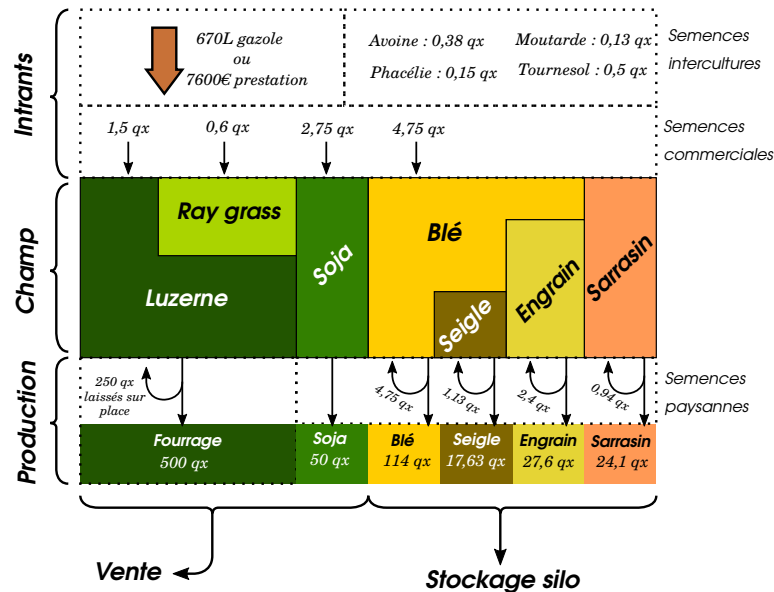 Intrants
670L gazole
ou
7600€ prestation
Avoine : 0,38 qx
Moutarde : 0,13 qx
Phacélie : 0,15 qx
Tournesol : 0,5 qx
Semences
intercultures
1,5 qx
0,6 qx
2,75 qx
4,75 qx
Semences
commerciales
Champ
Ray grass
Luzerne
Soja
Blé
Seigle
Engrain
Sarrasin
Production
250 qx
laissés sur
place
4,75 qx
1,13 qx
2,4 qx
0,94 qx
Semences
paysannes
Fourrage
500 qx
Soja
50 qx
Blé
114 qx
Seigle
17,63 qx
Engrain
27,6 qx
Sarrasin
24,1 qx
Vente
Stockage silo